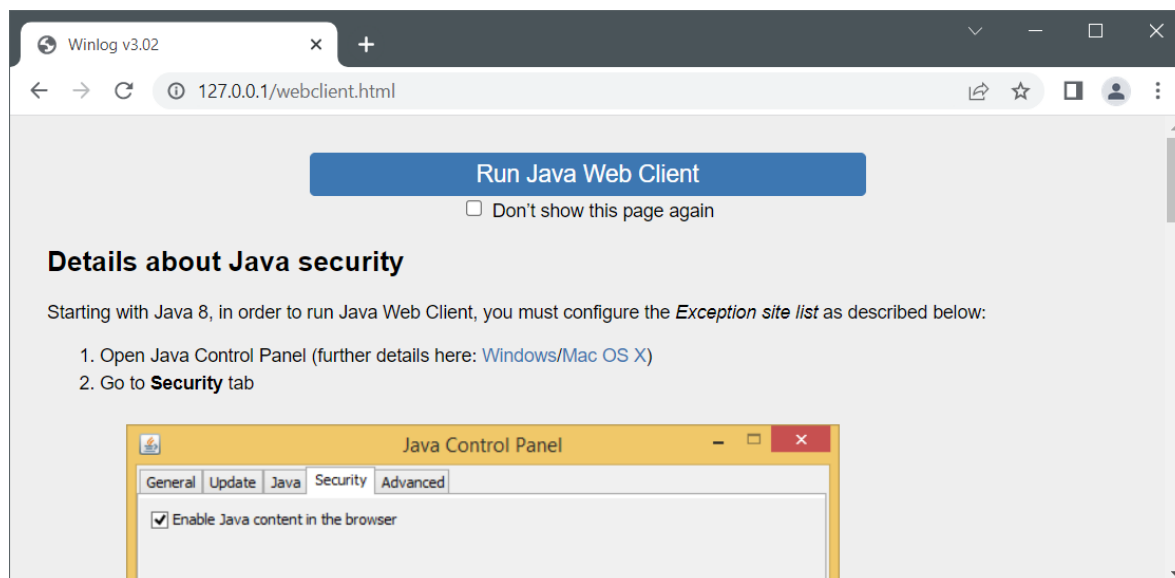 Winlog v3.02
127.0.0.1/webclient.html
Run Java Web Client
Don't show this page again
Details about Java security
Starting with Java 8, in order to run Java Web Client, you must configure the Exception site list as described below:
1. Open Java Control Panel (further details here: Windows/Mac OS X)
2. Go to Security tab
Java Control Panel
General Update Java Security Advanced
Enable Java content in the browser